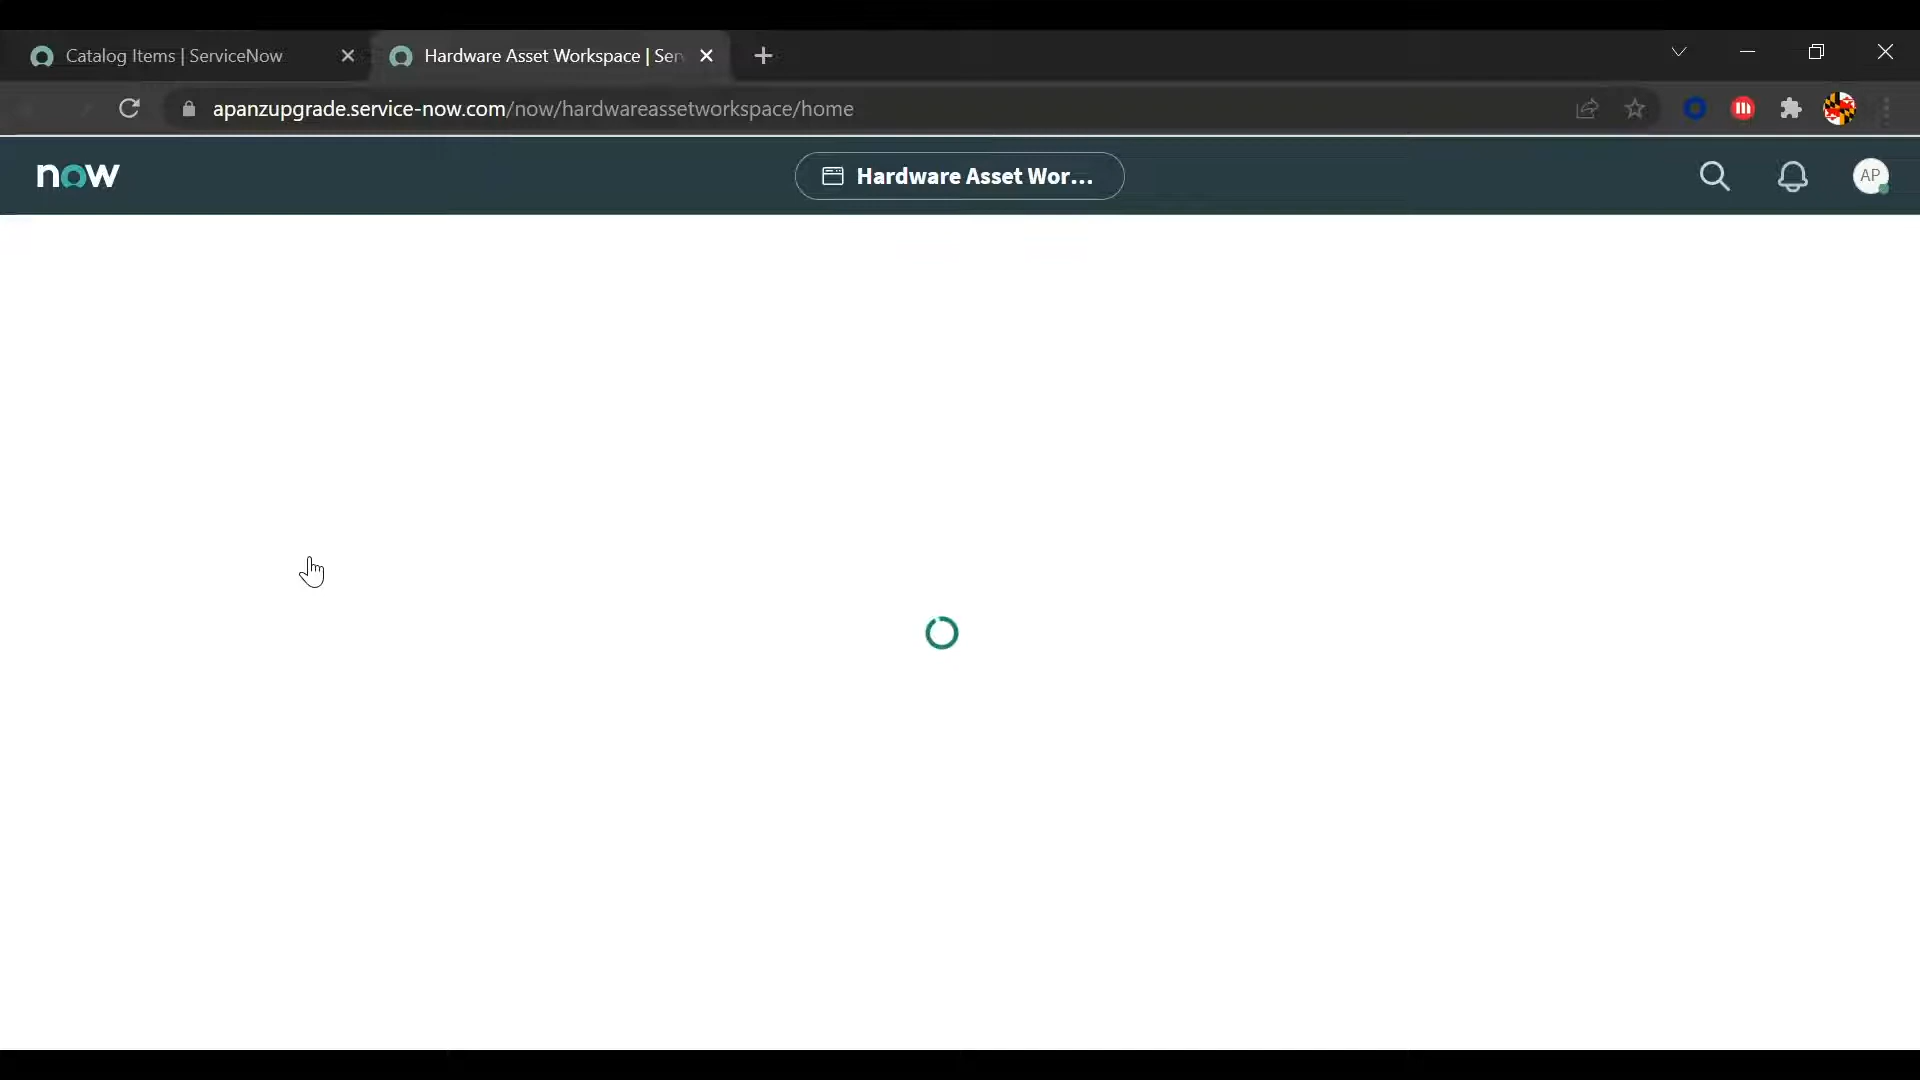 Catalog Items | ServiceNow
Hardware Asset Workspace | Ser
apanzupgrade.service-now.com/now/hardwareassetworkspace/home
now
Hardware Asset Wor...
AP